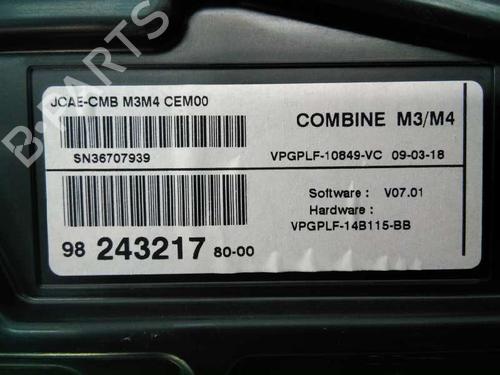 JCAE-CMB M3M4 CEM00
COMBINE M3/M4
SN36707939
VPGPLF-10849-VC 09-03-18
Software : V07.01
Hardware :
VPGPLF-14B115-BB
98 243217 80-00
B-PARTS